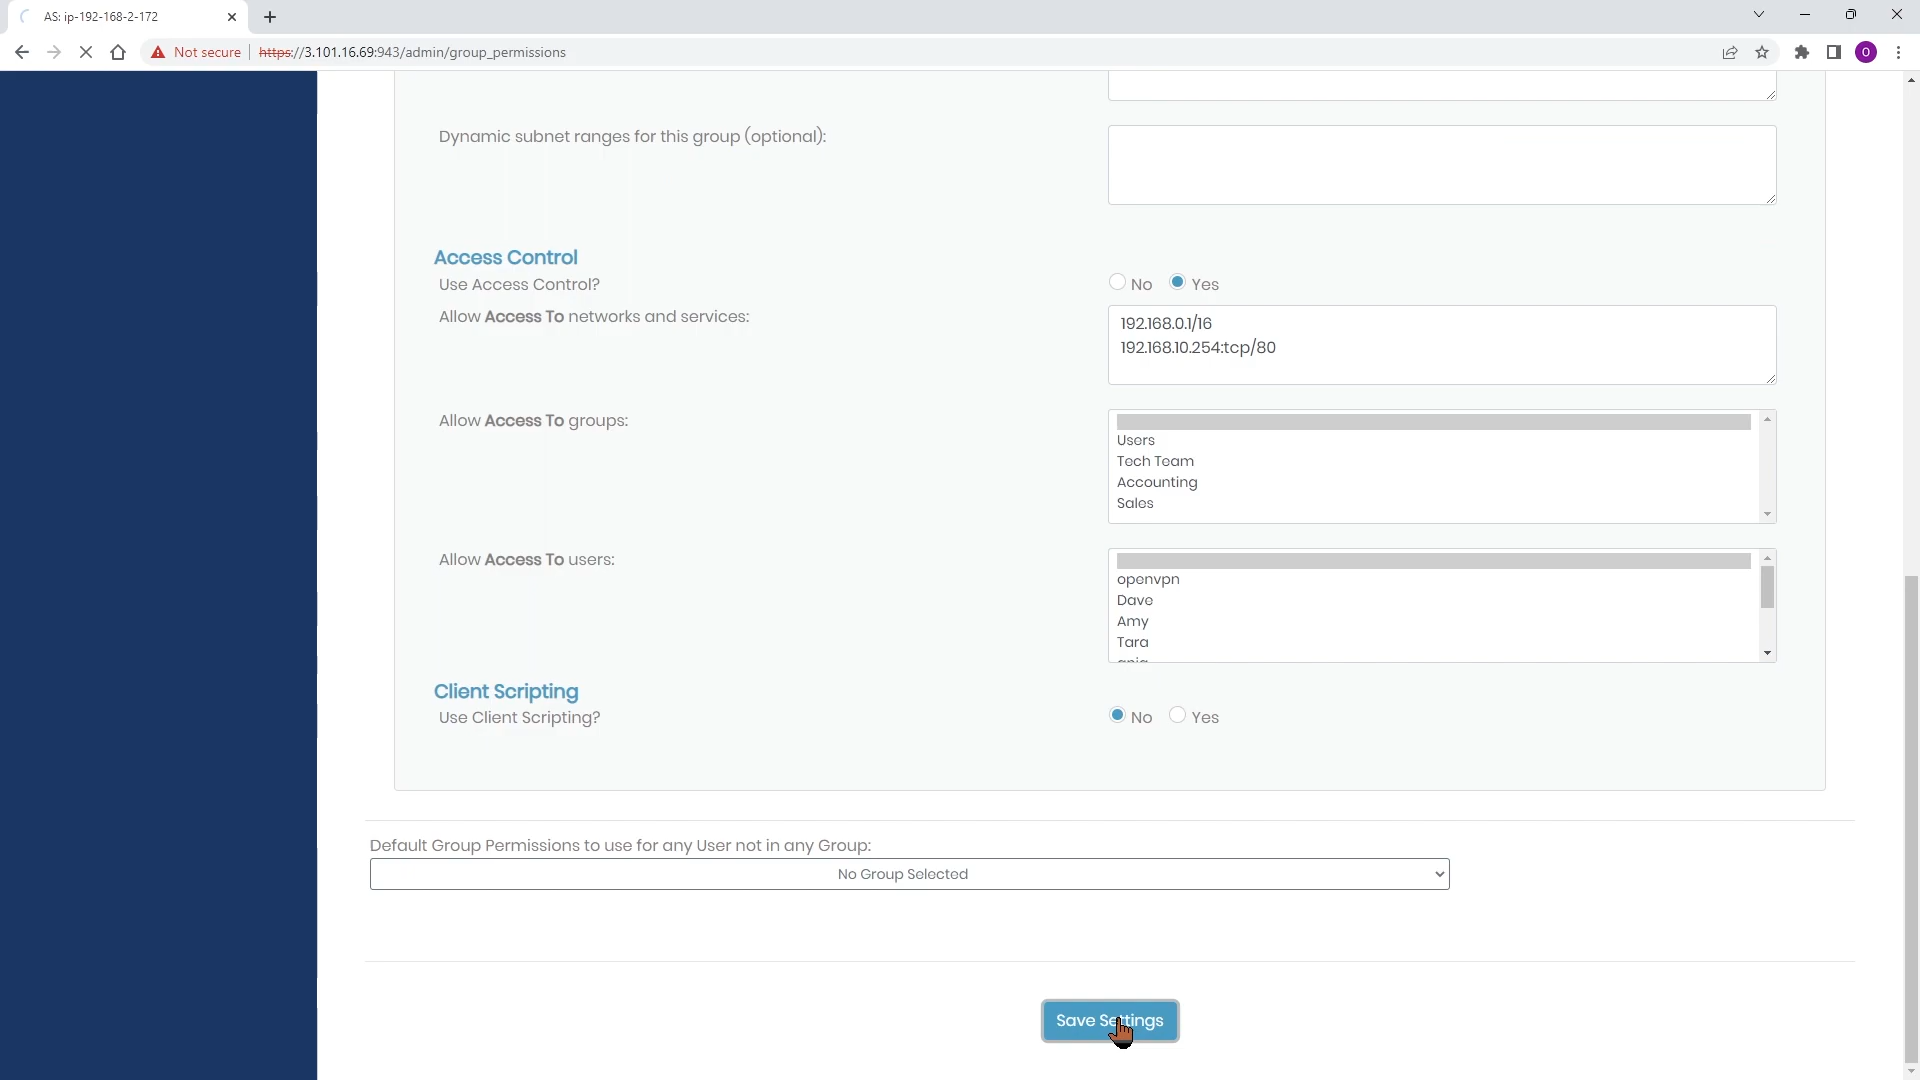 AS: ip-192-168-2-172
Not secure
https://3.101.16.69:943/admin/group_permissions
O
Dynamic subnet ranges for this group (optional):
Access Control
Use Access Control?
No
Yes
Allow Access To networks and services:
192.168.0.1/16
192.168.10.254:tcp/80
Allow Access To groups:
Users
Tech Team
Accounting
Sales
Allow Access To users:
openvpn
Dave
Amy
Tara
Client Scripting
Use Client Scripting?
No
Yes
Default Group Permissions to use for any User not in any Group:
No Group Selected
Save Settings